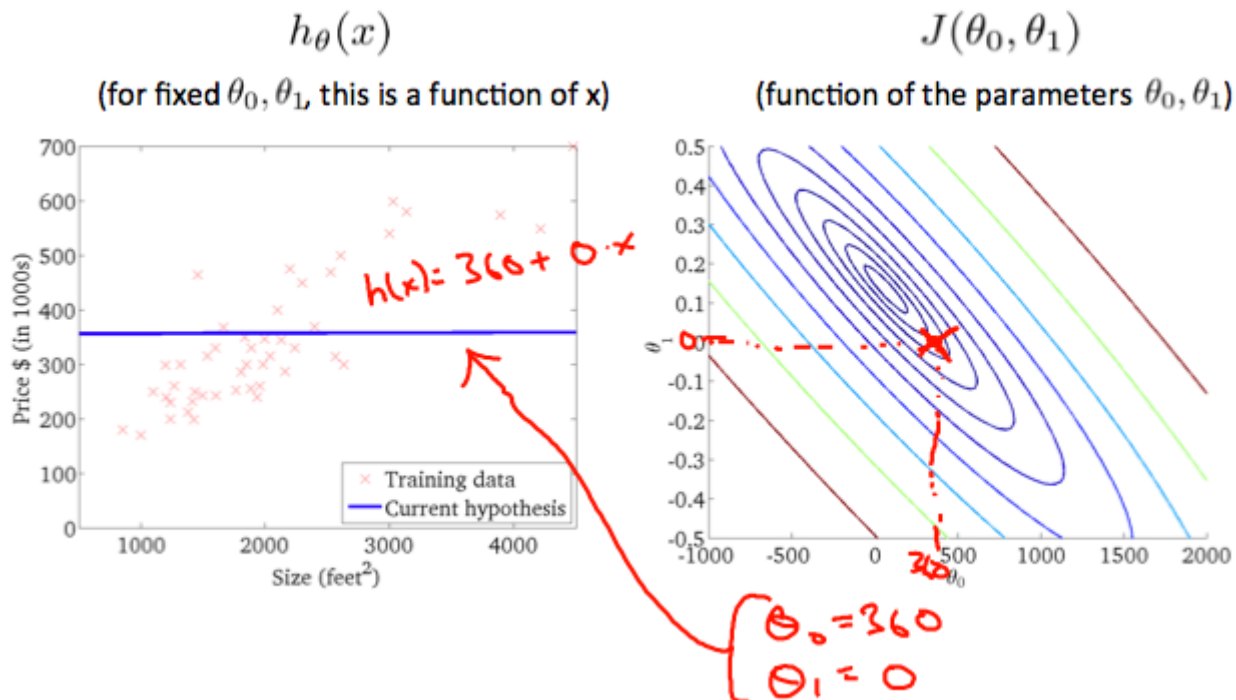 hθ(x)
(for fixed θ0, θ1, this is a function of x)
700
600
500
400
300
200
100
0
Price $ (in 1000s)
1000
2000
3000
4000
Size (feet²)
Training data
Current hypothesis
h(x) = 360 + 0·x
J(θ0, θ1)
(function of the parameters θ0, θ1)
0.5
0.4
0.3
0.2
0.1
0
0
-0.1
-0.2
-0.3
-0.4
-0.5
θ1
-1000
-500
0
500
1000
1500
2000
360
θ0
θ0 = 360
θ1 = 0